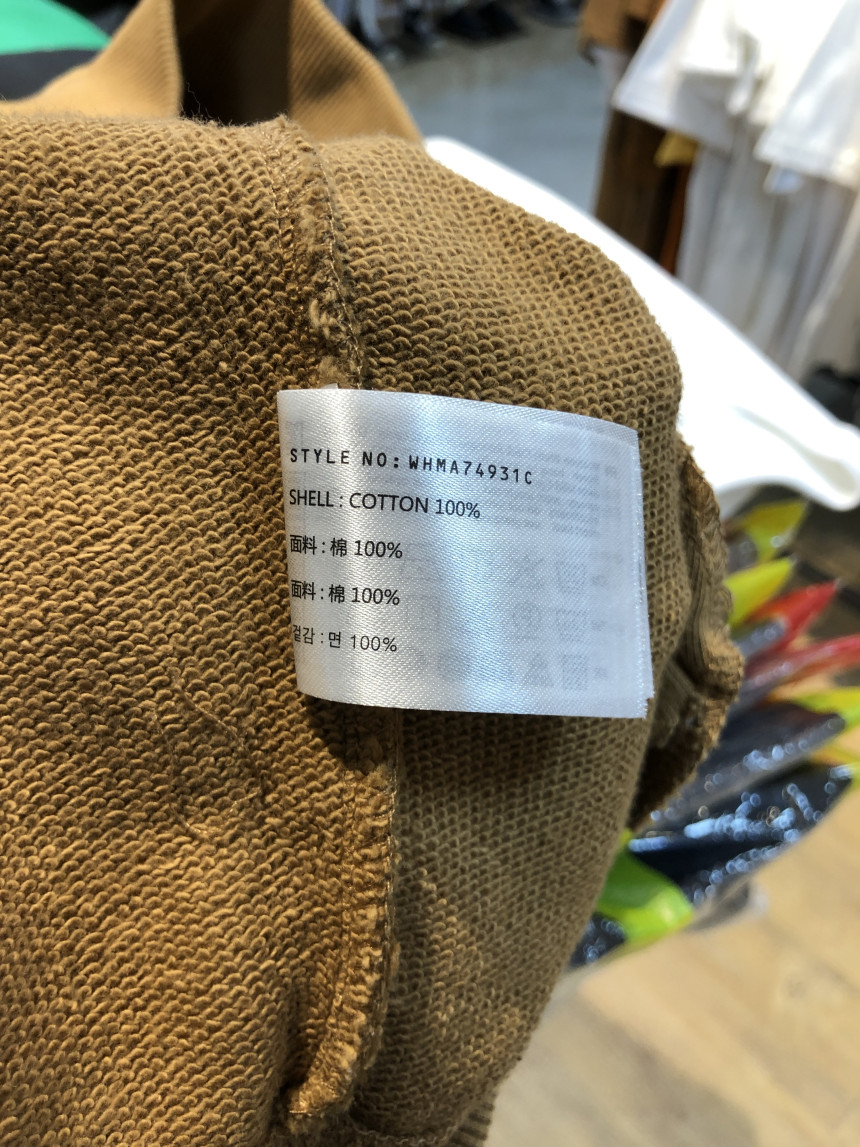 STYLE NO: WHMA74931C
SHELL : COTTON 100%
面料 : 棉 100%
面料 : 棉 100%
겉감 : 면 100%